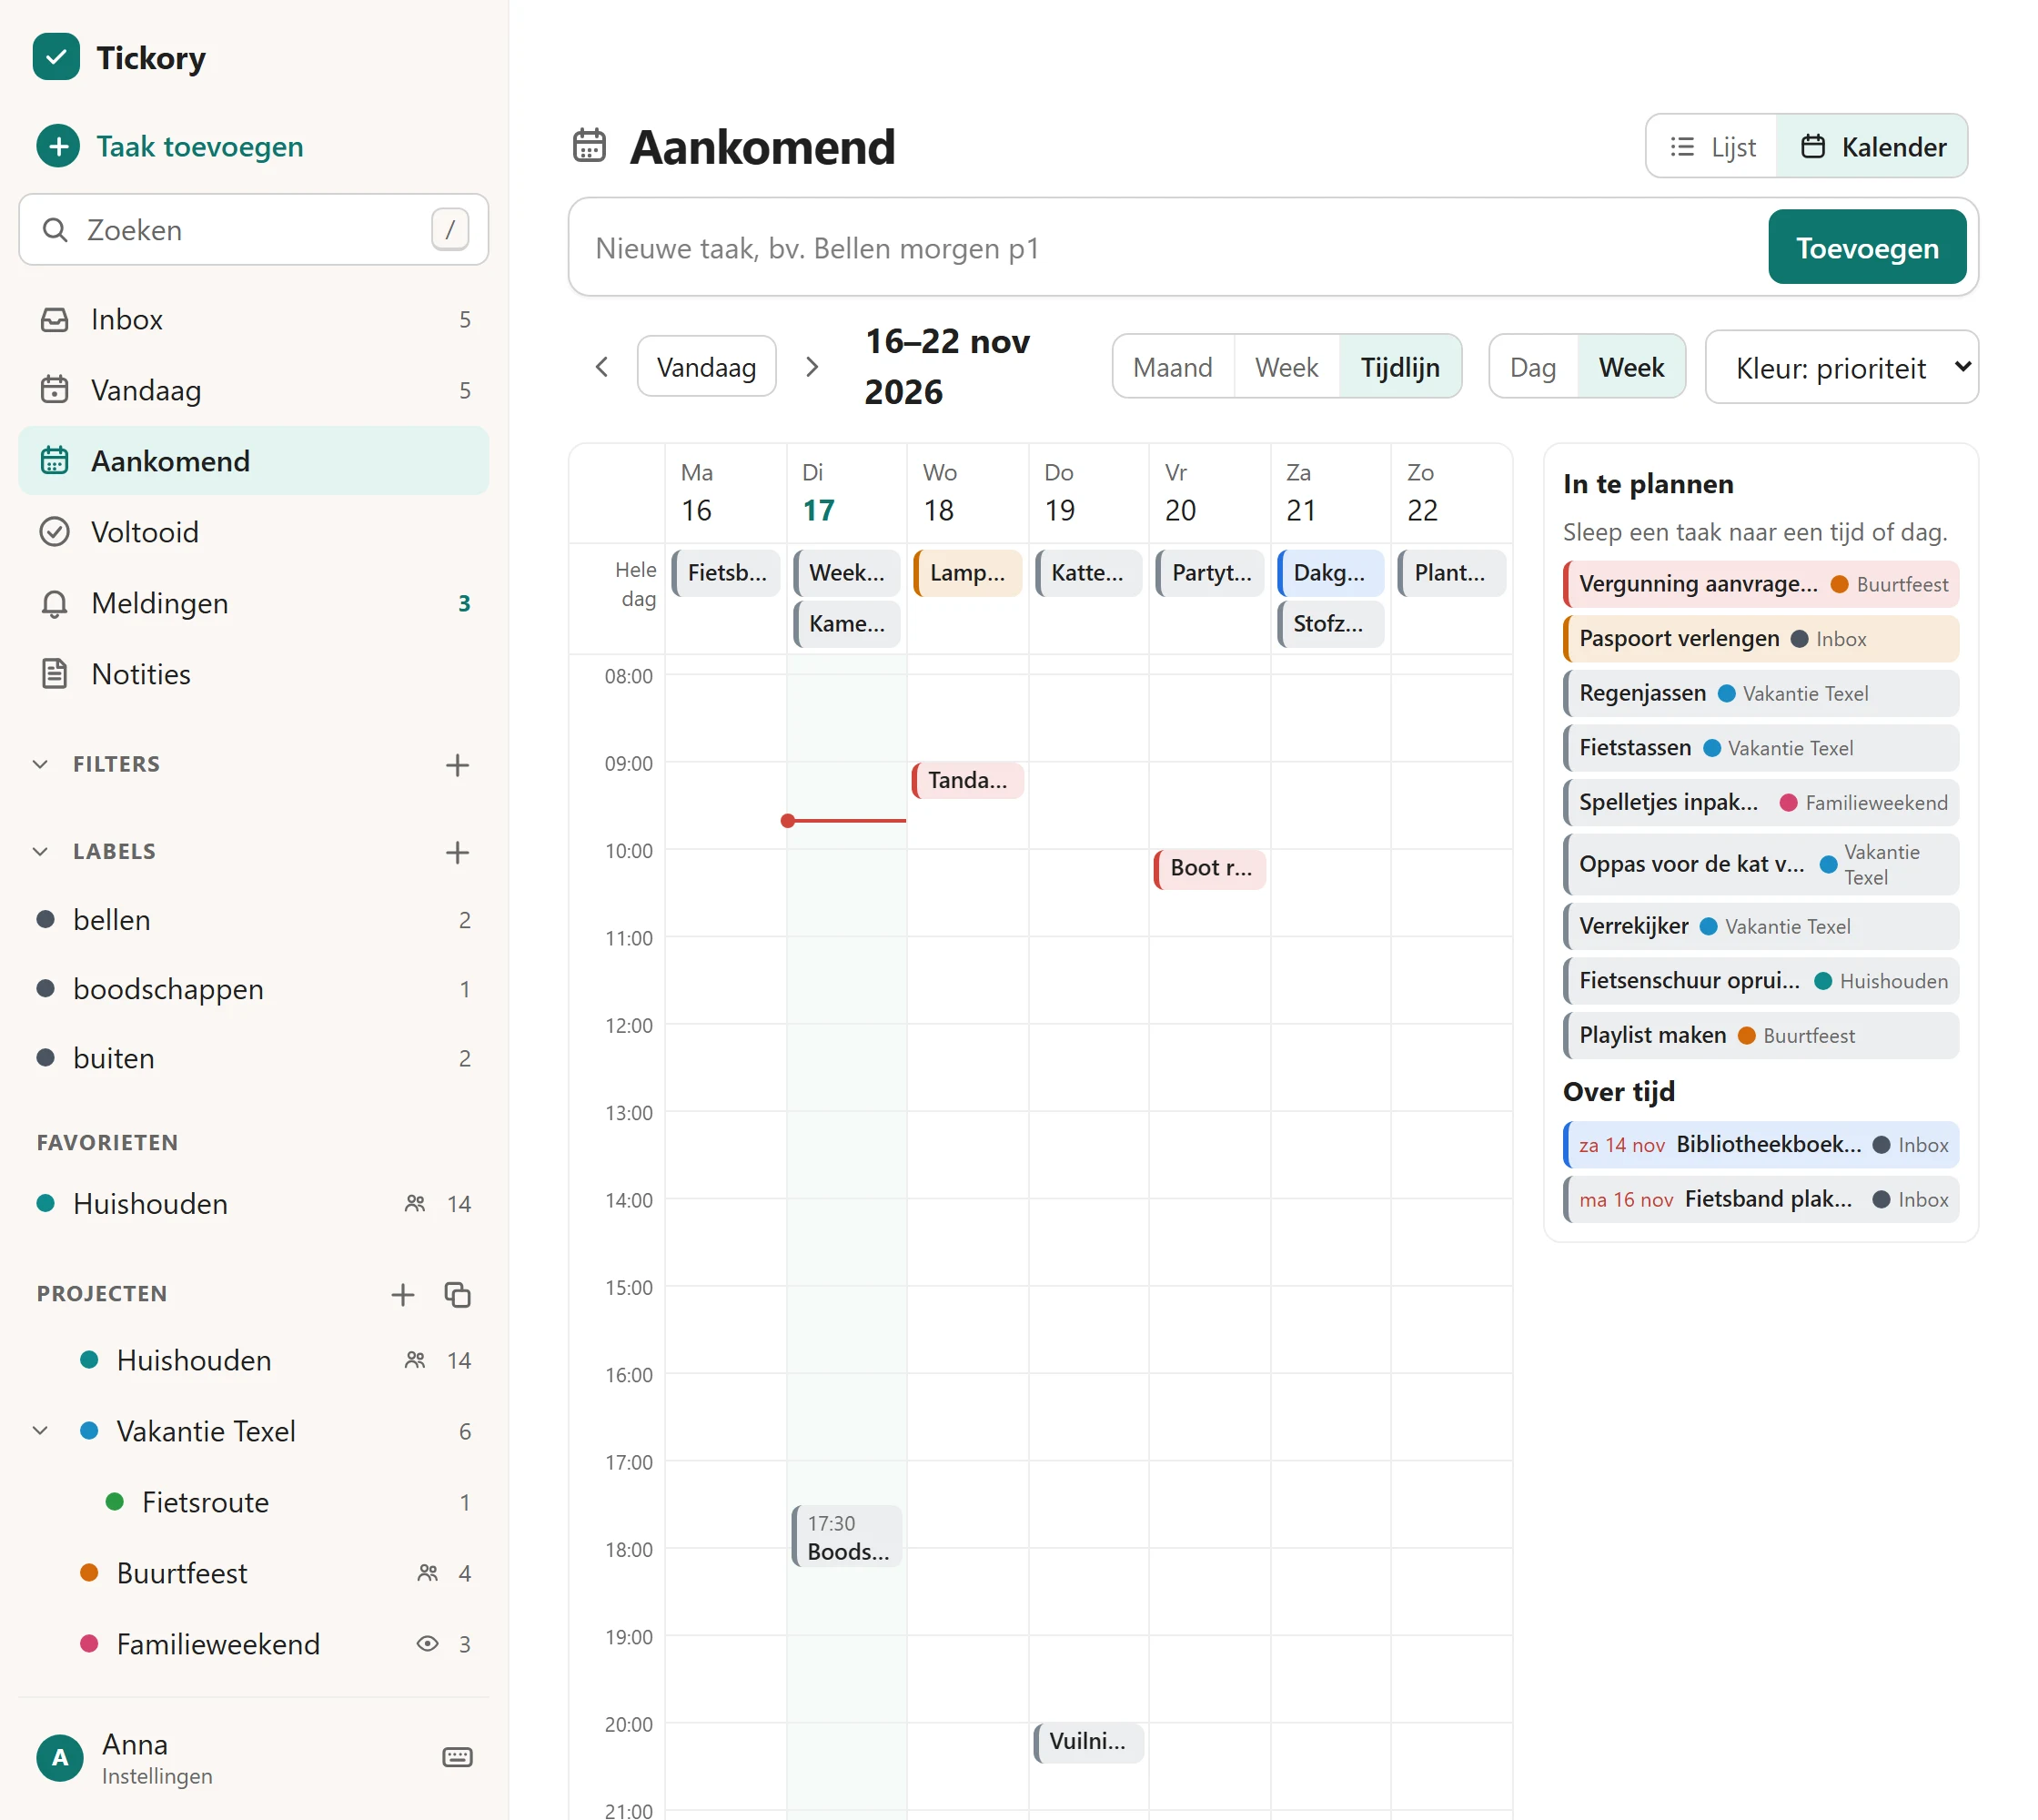 Tickory
Taak toevoegen
Zoeken /
Inbox 5
Vandaag 5
Aankomend
Voltooid
Meldingen 3
Notities
FILTERS
LABELS
bellen 2
boodschappen 1
buiten 2
FAVORIETEN
Huishouden 14
PROJECTEN
Huishouden 14
Vakantie Texel 6
Fietsroute 1
Buurtfeest 4
Familieweekend 3
A
Anna
Instellingen
Aankomend
Lijst Kalender
Nieuwe taak, bv. Bellen morgen p1
Toevoegen
Vandaag
16–22 nov
2026
Maand Week Tijdlijn
Dag Week
Kleur: prioriteit
Ma Di Wo Do Vr Za Zo
16 17 18 19 20 21 22
Hele
dag
Fietsb... Week... Lamp... Katte... Partyt... Dakg... Plant...
Kame... Stofz...
08:00
09:00
Tanda...
10:00
Boot r...
11:00
12:00
13:00
14:00
15:00
16:00
17:00
17:30
Boods...
18:00
19:00
20:00
Vuilni...
21:00
In te plannen
Sleep een taak naar een tijd of dag.
Vergunning aanvrage... Buurtfeest
Paspoort verlengen Inbox
Regenjassen Vakantie Texel
Fietstassen Vakantie Texel
Spelletjes inpak... Familieweekend
Oppas voor de kat v... Vakantie
Texel
Verrekijker Vakantie Texel
Fietsenschuur oprui... Huishouden
Playlist maken Buurtfeest
Over tijd
za 14 nov Bibliotheekboek... Inbox
ma 16 nov Fietsband plak... Inbox